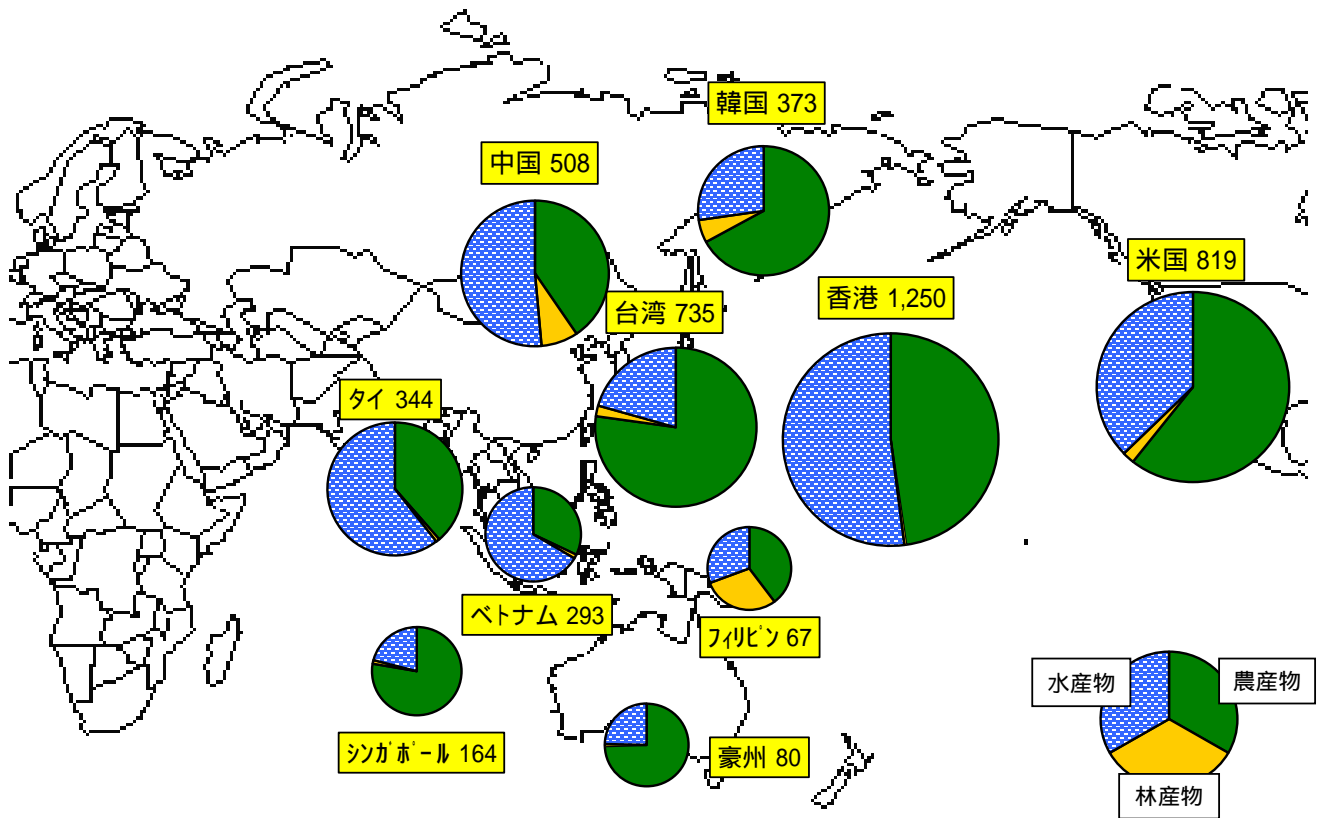 韓国 373
中国 508
米国 819
香港 1,250
台湾 735
タイ 344
ベトナム 293
フィリピン 67
シンガポール 164
豪州 80
水産物
農産物
林産物